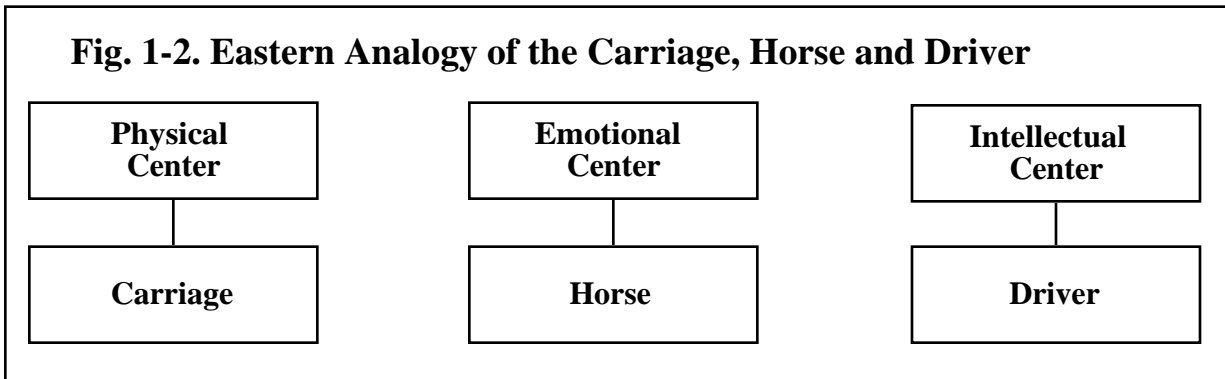 Fig. 1-2. Eastern Analogy of the Carriage, Horse and Driver
Physical
Center
Emotional
Center
Intellectual
Center
Carriage
Horse
Driver